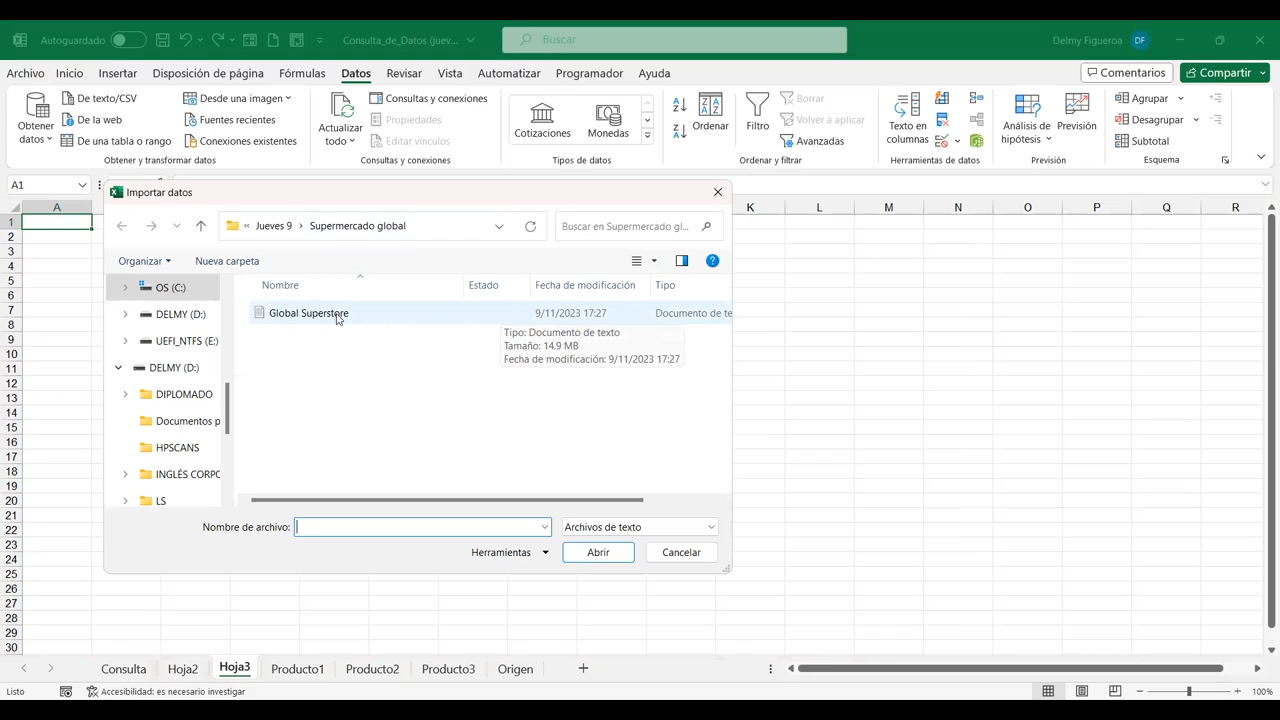 Autoguardado
Consulta_de_Datos (juev...
Buscar
Delmy Figueroa
DF
Archivo Inicio Insertar Disposición de página Fórmulas Datos Revisar Vista Automatizar Programador Ayuda
Comentarios
Compartir
Obtener datos
De texto/CSV
De la web
De una tabla o rango
Desde una imagen
Fuentes recientes
Conexiones existentes
Obtener y transformar datos
Actualizar todo
Consultas y conexiones
Propiedades
Editar vínculos
Consultas y conexiones
Cotizaciones
Monedas
Tipos de datos
Ordenar
Filtro
Borrar
Volver a aplicar
Avanzadas
Ordenar y filtrar
Texto en columnas
Herramientas de datos
Análisis de hipótesis
Previsión
Previsión
Agrupar
Desagrupar
Subtotal
Esquema
A1
A K L M N O P Q R
1
2
3
4
5
6
7
8
9
10
11
12
13
14
15
16
17
18
19
20
21
22
23
24
25
26
27
28
29
30
Importar datos
« Jueves 9 > Supermercado global
Buscar en Supermercado gl...
Organizar
Nueva carpeta
Nombre Estado Fecha de modificación Tipo
OS (C:)
DELMY (D:)
UEFI_NTFS (E:)
DELMY (D:)
DIPLOMADO
Documentos p
HPSCANS
INGLÉS CORPO
LS
Global Superstore 9/11/2023 17:27 Documento de te
Tipo: Documento de texto
Tamaño: 14.9 MB
Fecha de modificación: 9/11/2023 17:27
Nombre de archivo:
Archivos de texto
Herramientas
Abrir
Cancelar
Consulta Hoja2 Hoja3 Producto1 Producto2 Producto3 Origen
Listo
Accesibilidad: es necesario investigar
100%